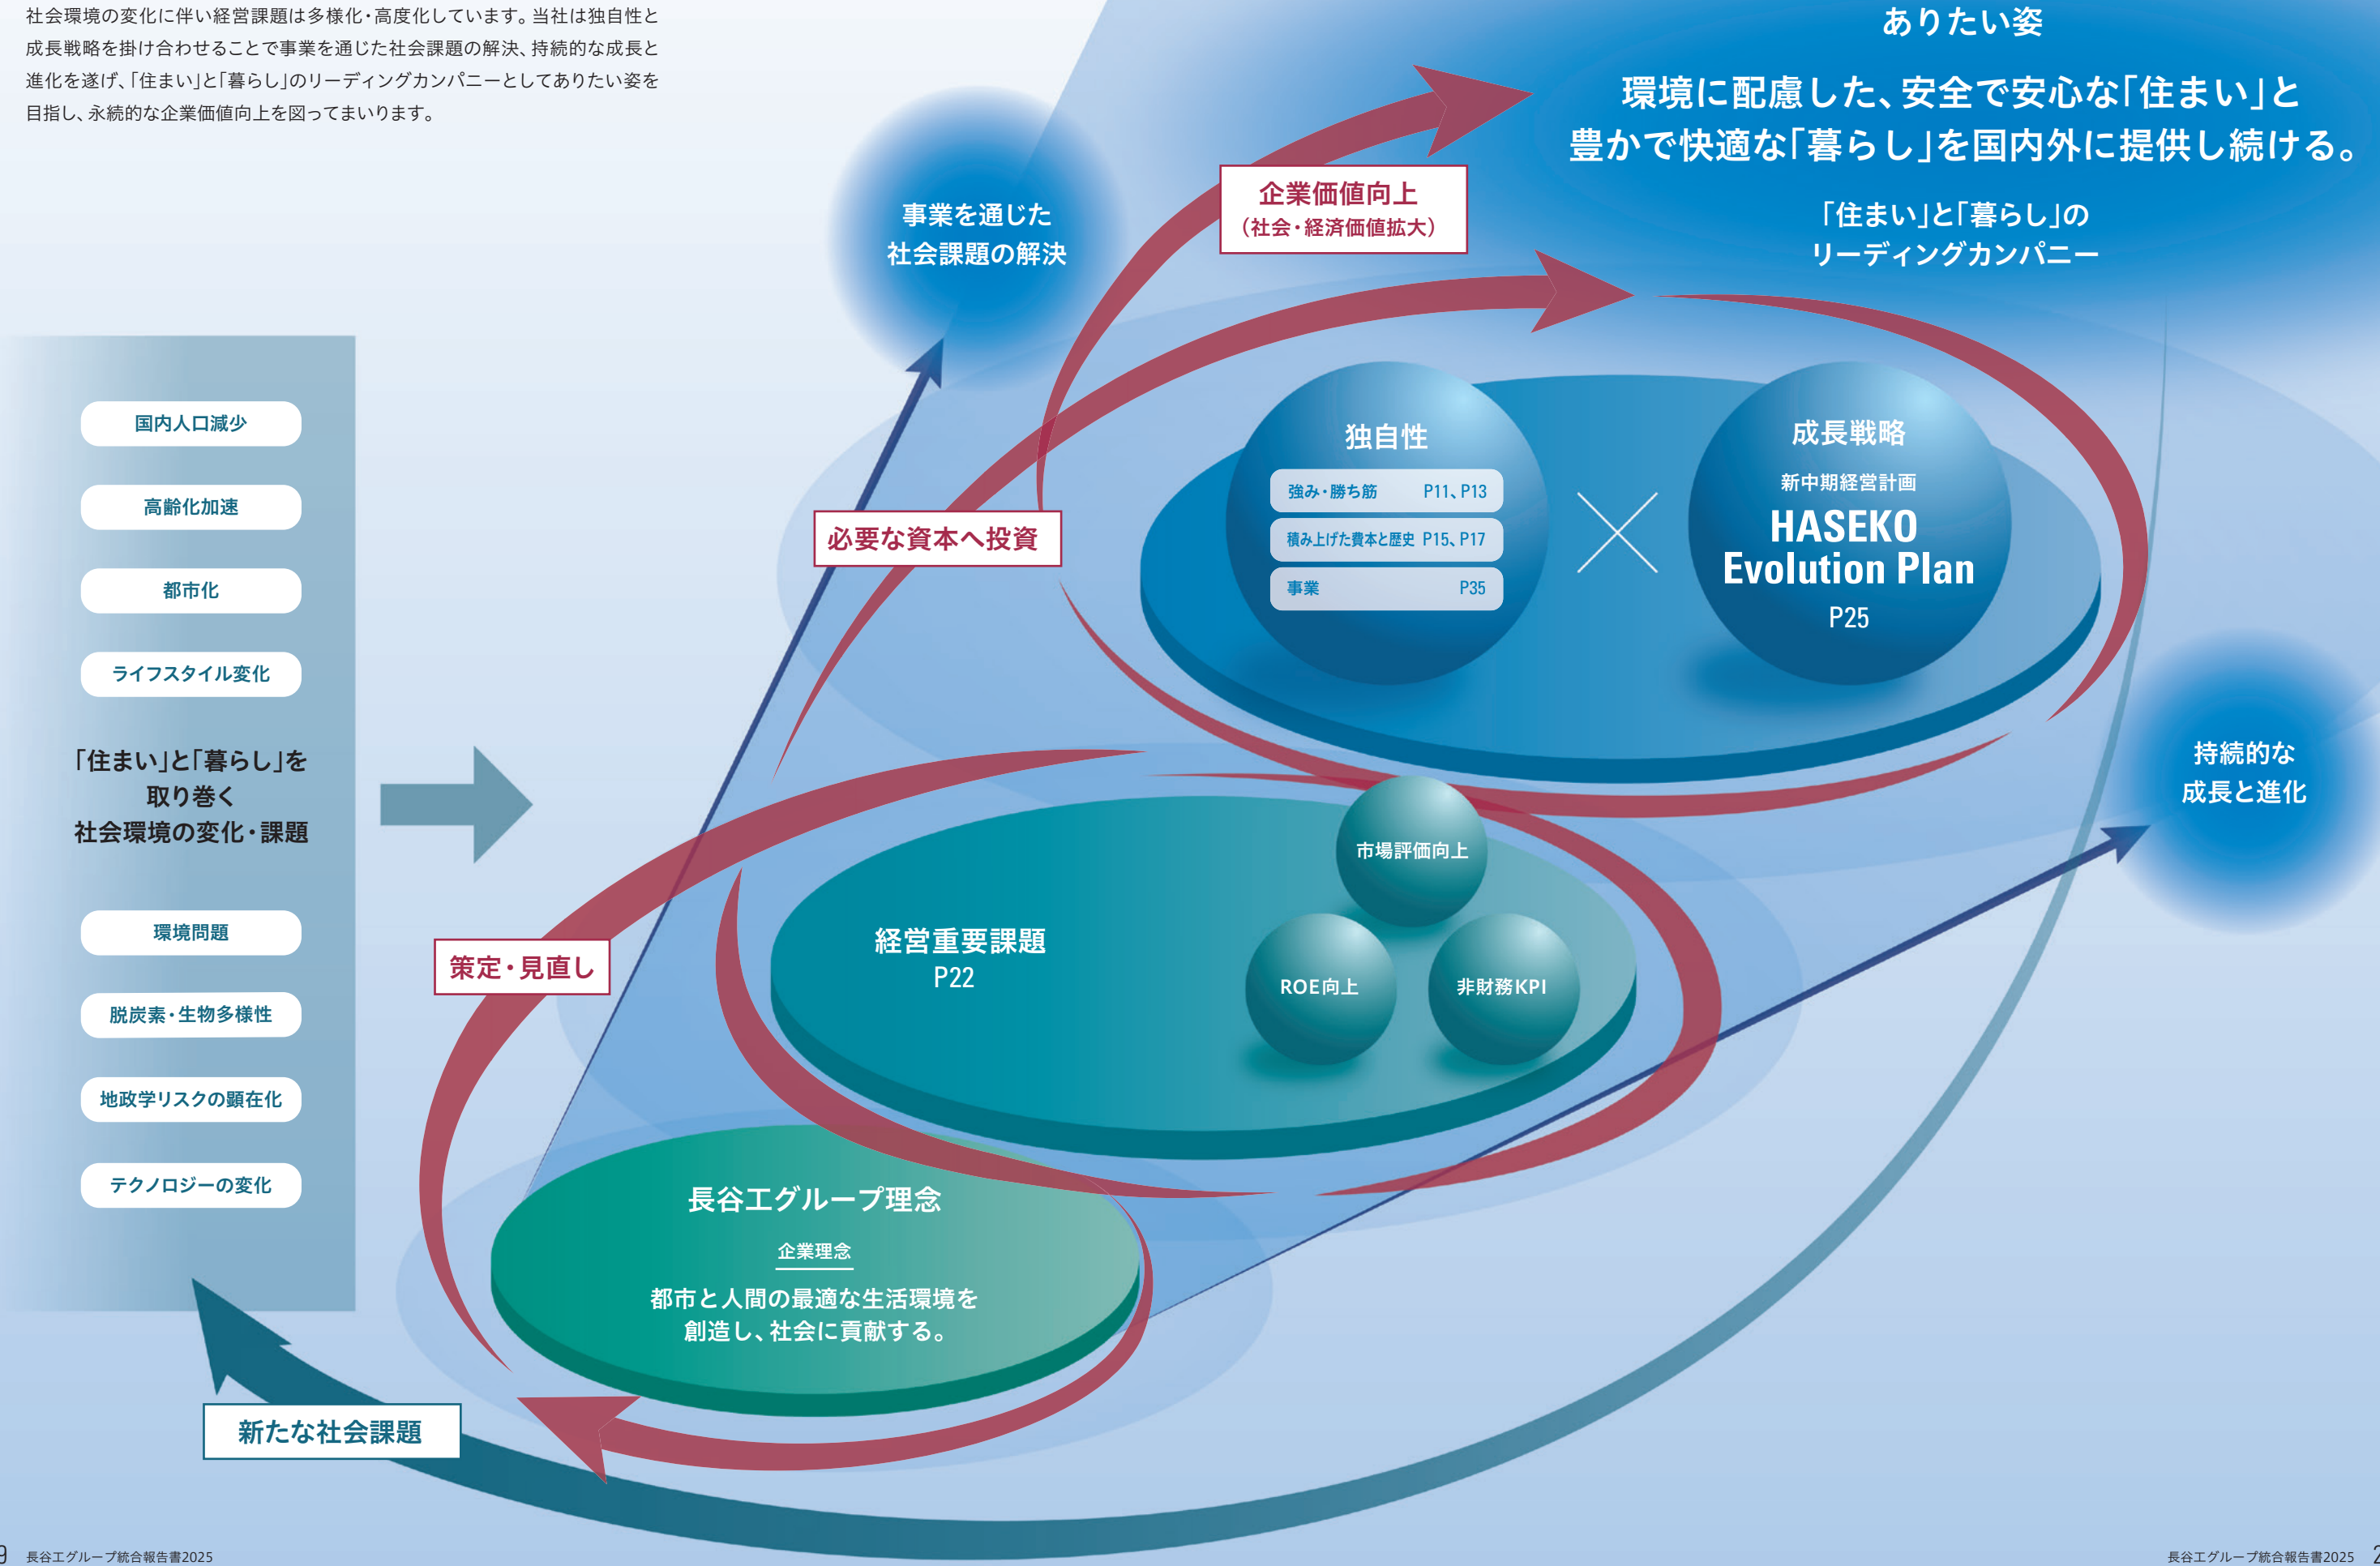 社会環境の変化に伴い経営課題は多様化・高度化しています。当社は独自性と
成長戦略を掛け合わせることで事業を通じた社会課題の解決、持続的な成長と
進化を遂げ、「住まい」と「暮らし」のリーディングカンパニーとしてありたい姿を
目指し、永続的な企業価値向上を図ってまいります。
ありたい姿
環境に配慮した、安全で安心な「住まい」と
豊かで快適な「暮らし」を国内外に提供し続ける。
「住まい」と「暮らし」の
リーディングカンパニー
事業を通じた
社会課題の解決
企業価値向上
（社会・経済価値拡大）
国内人口減少
高齢化加速
都市化
ライフスタイル変化
「住まい」と「暮らし」を
取り巻く
社会環境の変化・課題
環境問題
脱炭素・生物多様性
地政学リスクの顕在化
テクノロジーの変化
必要な資本へ投資
独自性
強み・勝ち筋 P11、P13
積み上げた資本と歴史 P15、P17
事業 P35
成長戦略
新中期経営計画
HASEKO
Evolution Plan
P25
持続的な
成長と進化
策定・見直し
経営重要課題
P22
市場評価向上
ROE向上
非財務KPI
長谷工グループ理念
企業理念
都市と人間の最適な生活環境を
創造し、社会に貢献する。
新たな社会課題
9 長谷工グループ統合報告書2025
長谷工グループ統合報告書2025